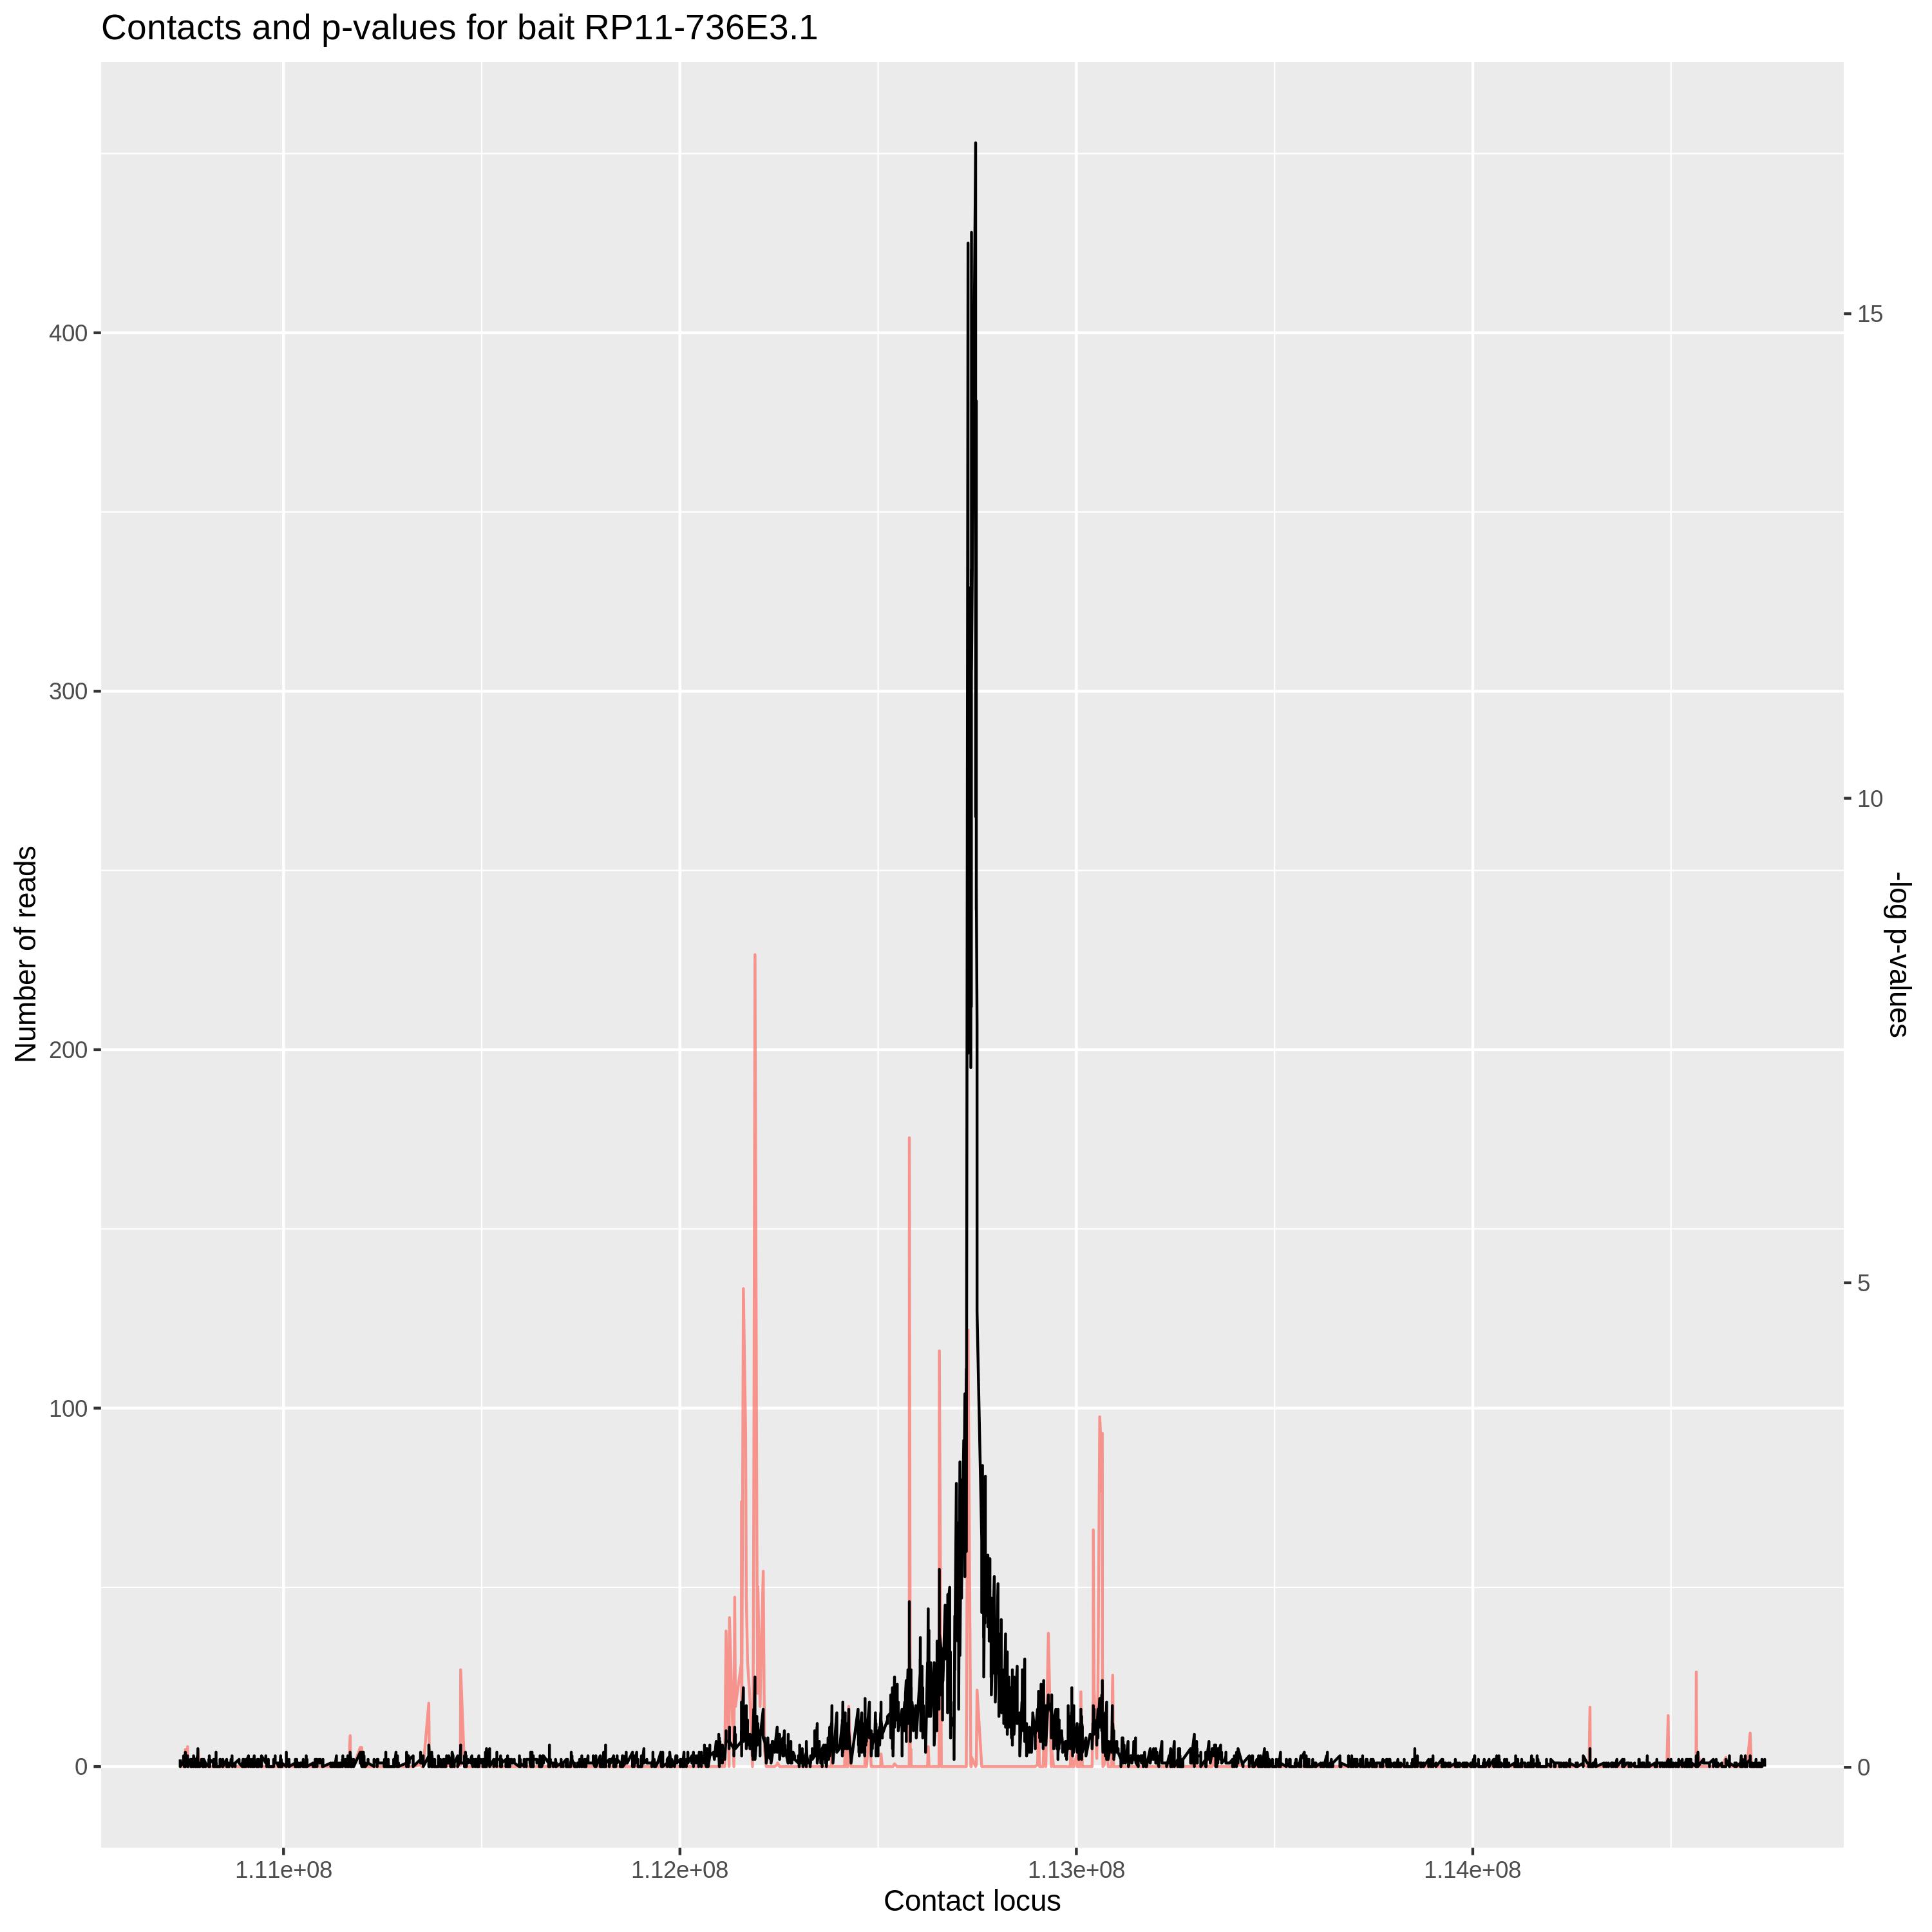 Contacts and p-values for bait RP11-736E3.1
400
300
200
100
0
Number of reads
15
10
5
0
-log p-values
1.11e+08
1.12e+08
1.13e+08
1.14e+08
Contact locus